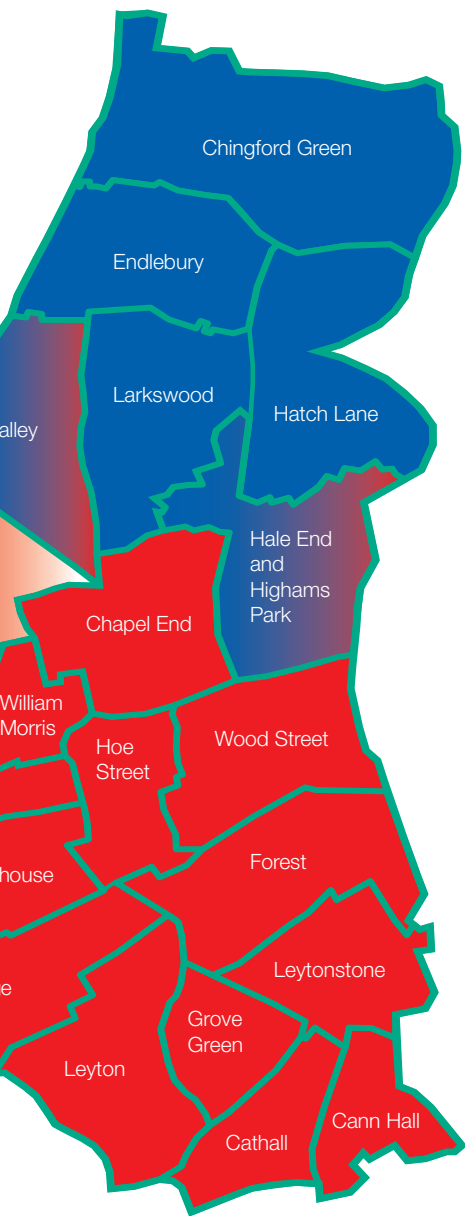 Chingford Green
Endlebury
Larkswood
alley
Hatch Lane
Hale End
and
Highams
Park
Chapel End
William
Morris
Hoe
Street
Wood Street
house
Forest
Leytonstone
ge
Grove
Green
Leyton
Cann Hall
Cathall